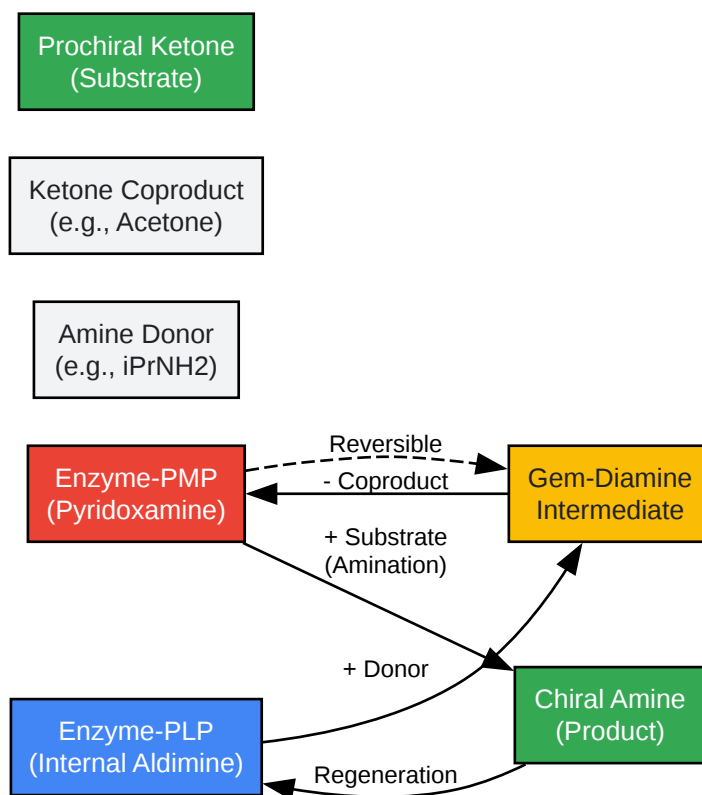 Prochiral Ketone
(Substrate)
Ketone Coproduct
(e.g., Acetone)
Amine Donor
(e.g., iPrNH2)
Reversible
Enzyme-PMP
(Pyridoxamine)
- Coproduct
Gem-Diamine
Intermediate
+ Substrate
(Amination)
+ Donor
Enzyme-PLP
(Internal Aldimine)
Chiral Amine
(Product)
Regeneration